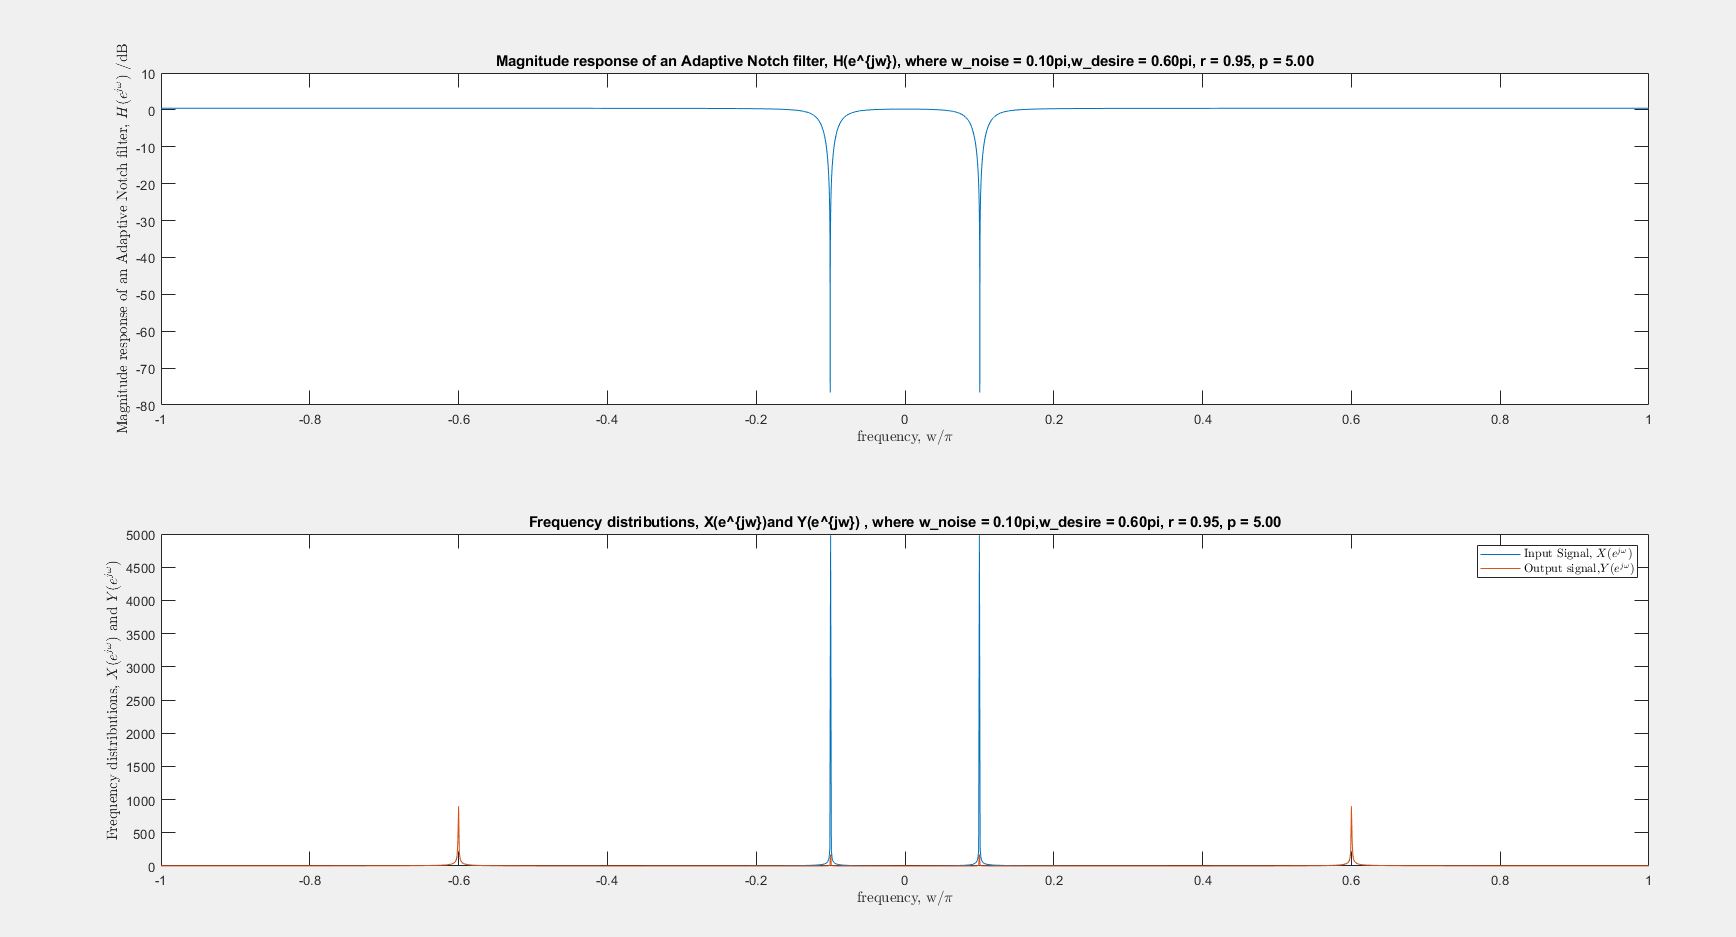 Magnitude response of an Adaptive Notch filter, H(e^{jw}), where w_noise = 0.10pi,w_desire = 0.60pi, r = 0.95, p = 5.00
Magnitude response of an Adaptive Notch filter, H(e^{jω}) /dB
10
0
-10
-20
-30
-40
-50
-60
-70
-80
-1 -0.8 -0.6 -0.4 -0.2 0 0.2 0.4 0.6 0.8 1
frequency, w/π
Frequency distributions, X(e^{jw})and Y(e^{jw}) , where w_noise = 0.10pi,w_desire = 0.60pi, r = 0.95, p = 5.00
Frequency distributions, X(e^{jω}) and Y(e^{jω})
5000
4500
4000
3500
3000
2500
2000
1500
1000
500
0
Input Signal, X(e^{jω})
Output signal,Y(e^{jω})
-1 -0.8 -0.6 -0.4 -0.2 0 0.2 0.4 0.6 0.8 1
frequency, w/π